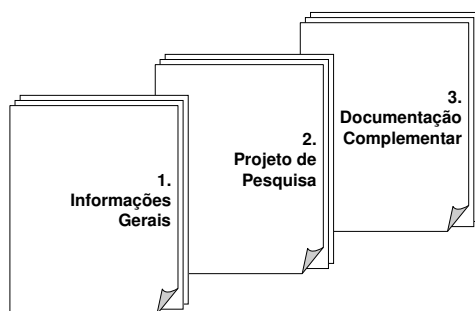 1.
Informações
Gerais
2.
Projeto de
Pesquisa
3.
Documentação
Complementar